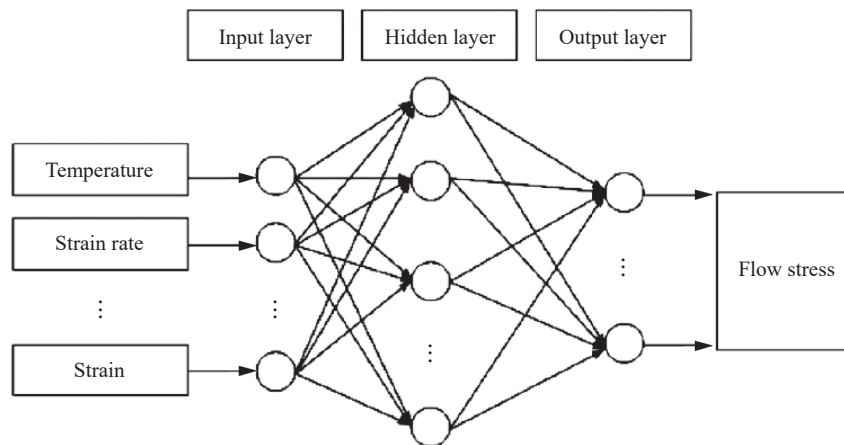 Input layer
Hidden layer
Output layer
Temperature
Strain rate
Strain
Flow stress